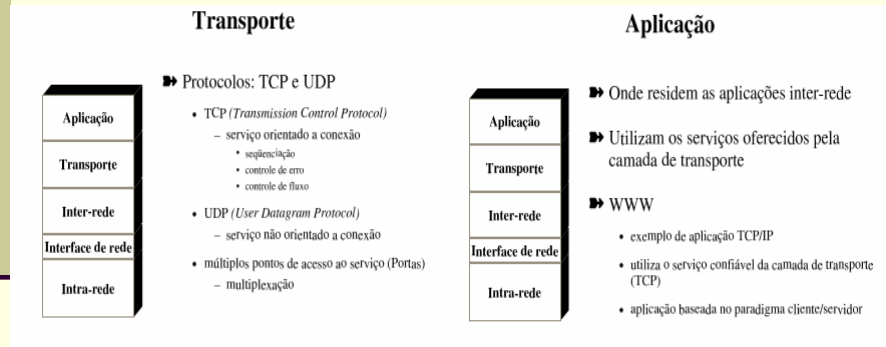 Transporte
Aplicação
Transporte
Inter-rede
Interface de rede
Intra-rede
Protocolos: TCP e UDP
• TCP (Transmission Control Protocol)
– serviço orientado a conexão
• seqüenciação
• controle de erro
• controle de fluxo
• UDP (User Datagram Protocol)
– serviço não orientado a conexão
• múltiplos pontos de acesso ao serviço (Portas)
– multiplexação
Aplicação
Aplicação
Transporte
Inter-rede
Interface de rede
Intra-rede
Onde residem as aplicações inter-rede
Utilizam os serviços oferecidos pela
camada de transporte
WWW
• exemplo de aplicação TCP/IP
• utiliza o serviço confiável da camada de transporte
(TCP)
• aplicação baseada no paradigma cliente/servidor